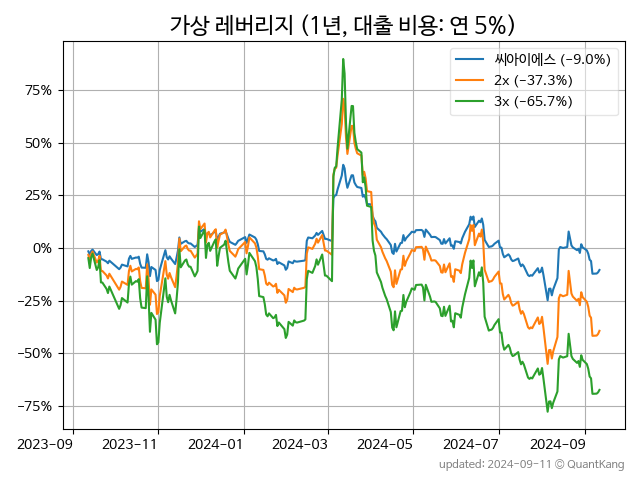 가상 레버리지 (1년, 대출 비용: 연 5%)
씨아이에스 (−9.0%)
2x (−37.3%)
3x (−65.7%)
75%
50%
25%
0%
−25%
−50%
−75%
2023-09 2023-11 2024-01 2024-03 2024-05 2024-07 2024-09
updated: 2024-09-11 © QuantKang